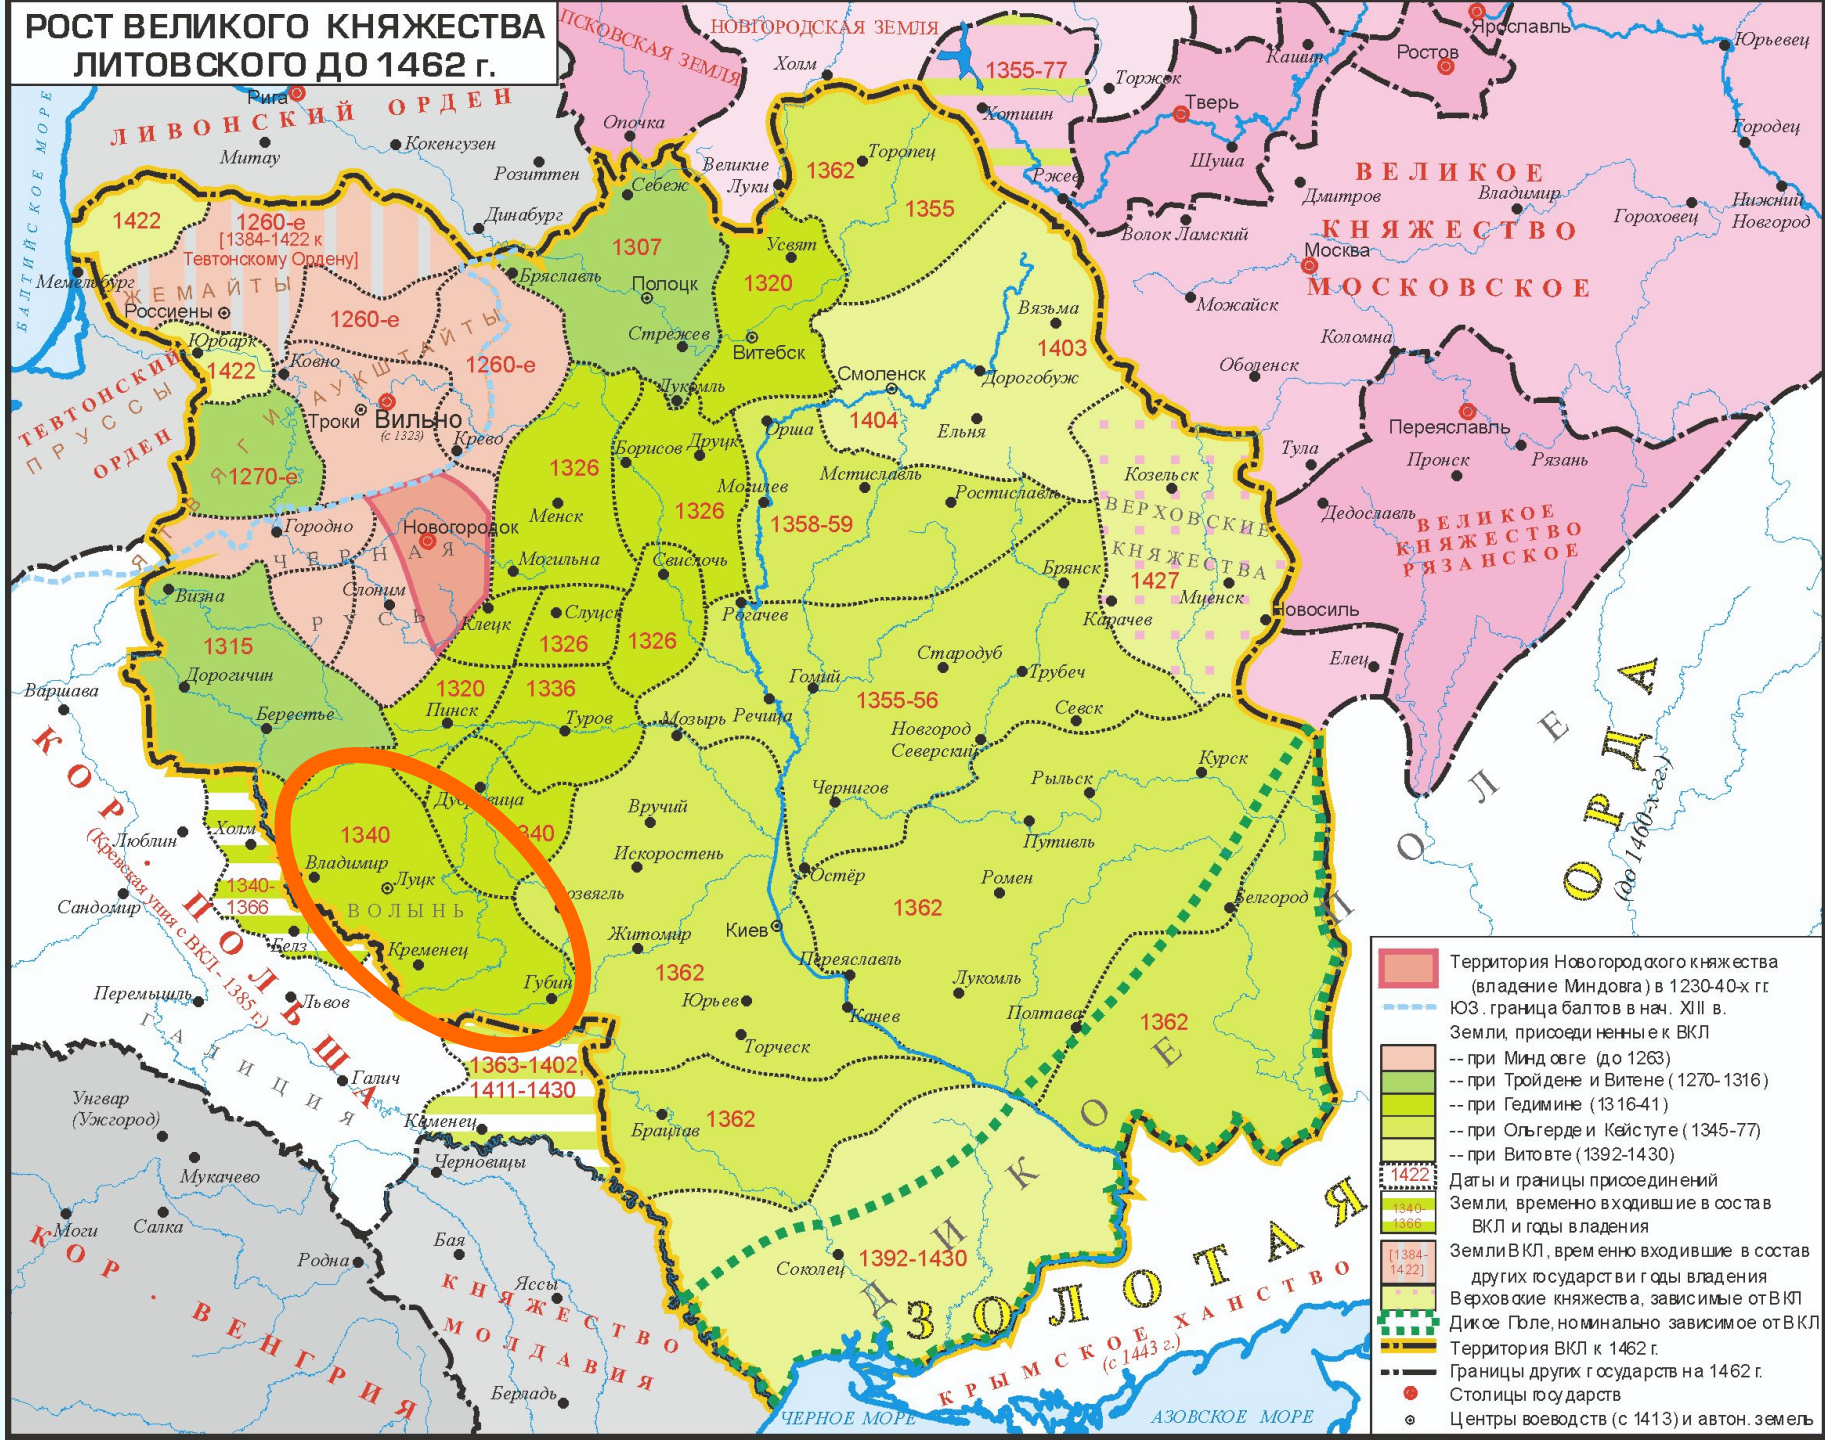 РОСТ ВЕЛИКОГО КНЯЖЕСТВА
ЛИТОВСКОГО ДО 1462 г.
ПСКОВСКАЯ ЗЕМЛЯ
НОВГОРОДСКАЯ ЗЕМЛЯ
Холм
1355-77
Торжок
Хотшин
Кашин
Ярославль
Ростов
Юрьевец
Тверь
Городец
Шуша
БАЛТИЙСКОЕ МОРЕ
Рига
ЛИВОНСКИЙ ОРДЕН
Митау
Кокенгузен
Розиттен
Динабург
Опочка
Себеж
Великие
Луки
1362
Торопец
1355
Ржев
ВЕЛИКОЕ
КНЯЖЕСТВО
МОСКОВСКОЕ
Дмитров
Владимир
Гороховец
Нижний
Новгород
Волок Ламский
Москва
Можайск
Коломна
Оболенск
1422
1260-е
[1384-1422 к
Тевтонскому Ордену]
Мемельбург
ЖЕМАЙТЫ
Россиены
1260-е
АУКШТАЙТЫ
1260-е
Юрбарк
1422
Ковно
Троки
Вильно
(с 1323)
Крево
ТЕВТОНСКИЙ
ОРДЕН
ПРУССЫ
ЯТВЯГИ
1270-е
Бряславль
1307
Полоцк
Стрежев
Лукомль
Усвят
1320
Витебск
Вязьма
1403
Дорогобуж
Смоленск
1404
Ельня
Орша
Мстиславль
Ростиславль
Козельск
ВЕРХОВСКИЕ
КНЯЖЕСТВА
1427
Мценск
Карачев
Брянск
Новосиль
Елец
Тула
Дедославль
Переяславль
Пронск
Рязань
ВЕЛИКОЕ
КНЯЖЕСТВО
РЯЗАНСКОЕ
1326
Борисов
Друцк
Менск
1326
Могилев
1358-59
Городно
Новогородок
ЧЕРНАЯ
РУСЬ
Слоним
Могильна
Свислочь
Клецк
Слуцк
1326
1326
Рогачев
Визна
1315
Дорогичин
Берестье
1320
Пинск
1336
Туров
Мозырь
Речица
Гомий
1355-56
Стародуб
Трубеч
Новгород
Северский
Севск
Курск
Рыльск
Путивль
Чернигов
Варшава
КОР. ПОЛЬША
(Кревская уния с ВКЛ - 1385 г.)
Люблин
Холм
Сандомир
1340-
1366
Белз
1340
Владимир
Луцк
ВОЛЫНЬ
Кременец
Губин
Дубровица
Вручий
Искоростень
Житомир
1362
Киев
Остёр
Ромен
1362
Белгород
Переяславль
Лукомль
Юрьев
Канев
Торческ
Полтава
1362
Перемышль
Львов
ГАЛИЦИЯ
Галич
1363-1402,
1411-1430
Каменец
Черновицы
Брацлав
1362
Унгвар
(Ужгород)
Мукачево
Моги
Салка
Родна
КОР. ВЕНГРИЯ
Бая
Яссы
КНЯЖЕСТВО
МОЛДАВИЯ
Берладь
Соколец
1392-1430
ДИКОЕ ПОЛЕ
ЗОЛОТАЯ
ОРДА
(до 1460-х гг.)
КРЫМСКОЕ ХАНСТВО
(с 1443 г.)
ЧЕРНОЕ МОРЕ
АЗОВСКОЕ МОРЕ
Территория Новогородского княжества
(владение Миндовга) в 1230-40-х гг.
ЮЗ. граница балтов в нач. XIII в.
Земли, присоединенные к ВКЛ
-- при Миндовге (до 1263)
-- при Тройдене и Витене (1270-1316)
-- при Гедимине (1316-41)
-- при Ольгерде и Кейстуте (1345-77)
-- при Витовте (1392-1430)
1422
Даты и границы присоединений
1340-
1366
Земли, временно входившие в состав
ВКЛ и годы владения
[1384-
1422]
Земли ВКЛ, временно входившие в состав
других государств и годы владения
Верховские княжества, зависимые от ВКЛ
Дикое Поле, номинально зависимое от ВКЛ
Территория ВКЛ к 1462 г.
Границы других государств на 1462 г.
Столицы государств
Центры воеводств (с 1413) и автон. земель